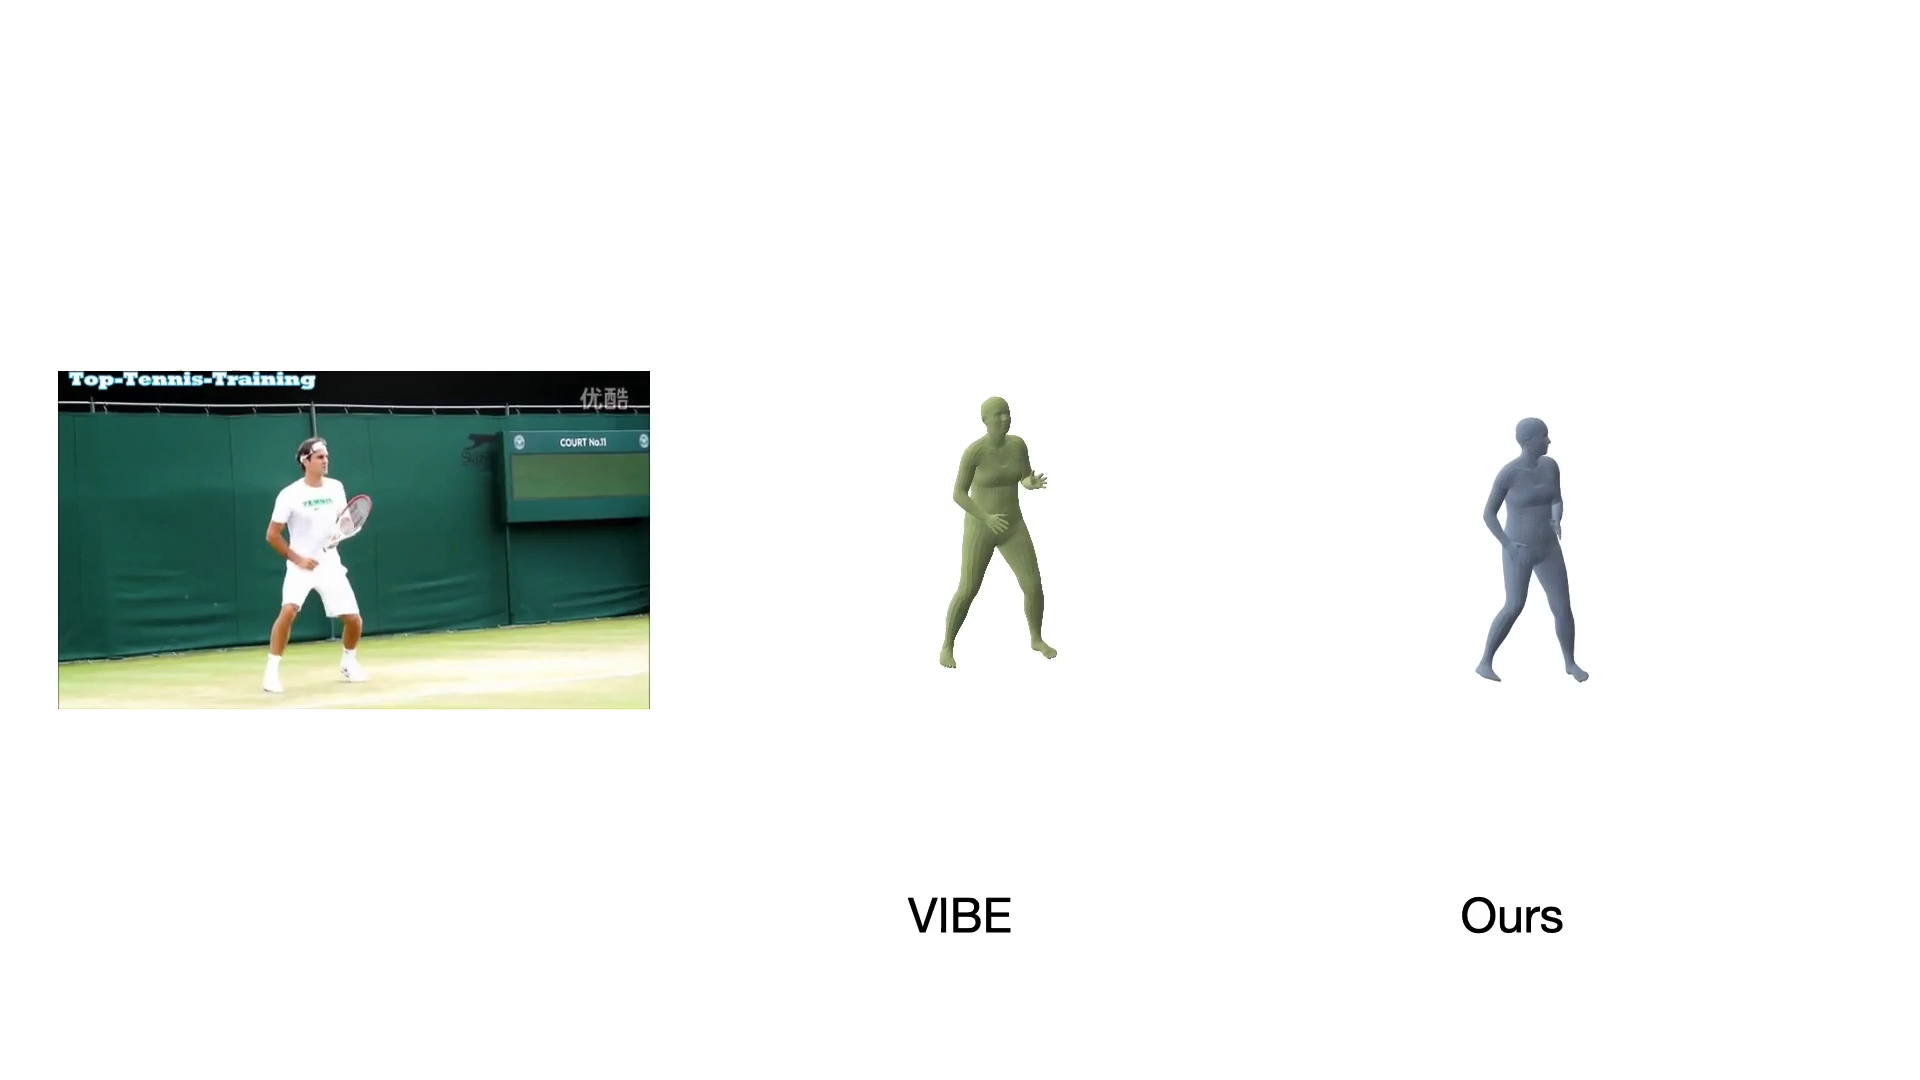 Top-Tennis-Training
优酷
COURT No.11
TENNIS
VIBE
Ours